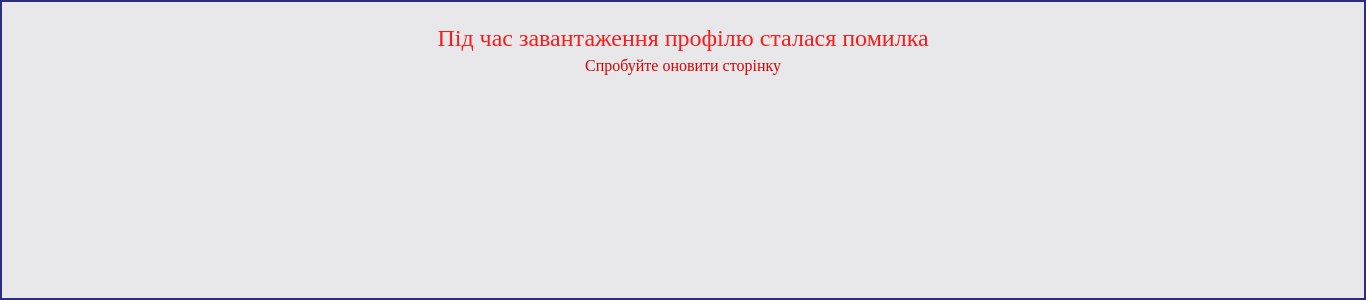 Під час завантаження профілю сталася помилка
Спробуйте оновити сторінку